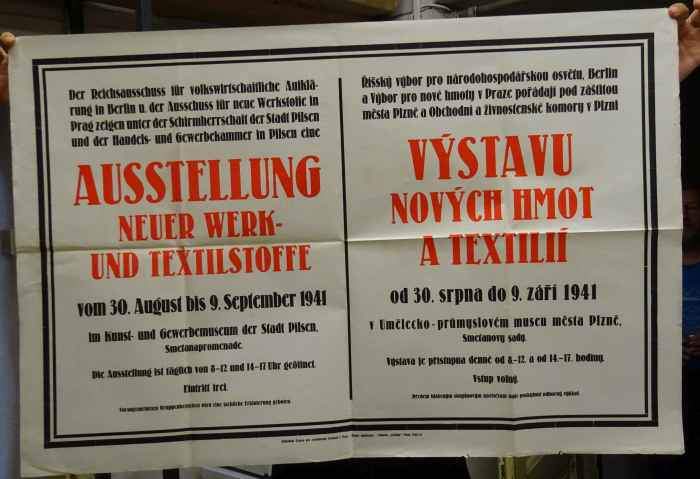 Der Reichsausschuss für volkswirtschaftliche Aufklä-
rung in Berlin u. der Ausschuss für neue Werkstoffe in
Prag zeigen unter der Schirmherrschaft der Stadt Pilsen
und der Handels- und Gewerbekammer in Pilsen eine
AUSSTELLUNG
NEUER WERK-
UND TEXTILSTOFFE
vom 30. August bis 9. September 1941
im Kunst- und Gewerbemuseum der Stadt Pilsen,
Smetanapromenade.
Die Ausstellung ist täglich von 8-12 und 14-17 Uhr geöffnet.
Eintritt frei.
Říšský výbor pro národohospodářskou osvětu, Berlin
a Výbor pro nové hmoty v Praze pořádají pod záštitou
města Plzně a Obchodní a živnostenské komory v Plzni
VÝSTAVU
NOVÝCH HMOT
A TEXTILIÍ
od 30. srpna do 9. září 1941
v Umělecko-průmyslovém museu města Plzně,
Smetanovy sady.
Výstava je přístupna denně od 8.-12. a od 14.-17. hodiny.
Vstup volný.